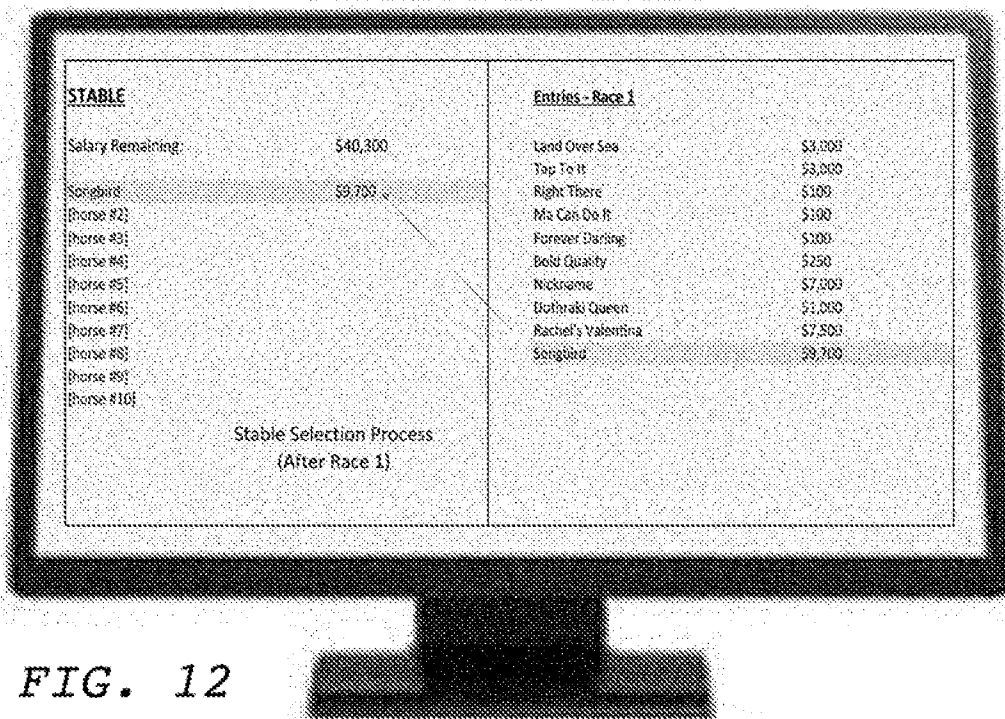 STABLE
Salary Remaining: $40,300
Songbird $9,700
[horse #2]
[horse #3]
[horse #4]
[horse #5]
[horse #6]
[horse #7]
[horse #8]
[horse #9]
[horse #10]
Stable Selection Process
(After Race 1)
Entries - Race 1
Land Over Sea $3,000
Tap To It $3,000
Right There $100
Ma Can Do It $100
Forever Darling $100
Bold Quality $250
Nickname $7,000
Dothraki Queen $1,000
Rachel's Valentina $7,500
Songbird $9,700
FIG. 12